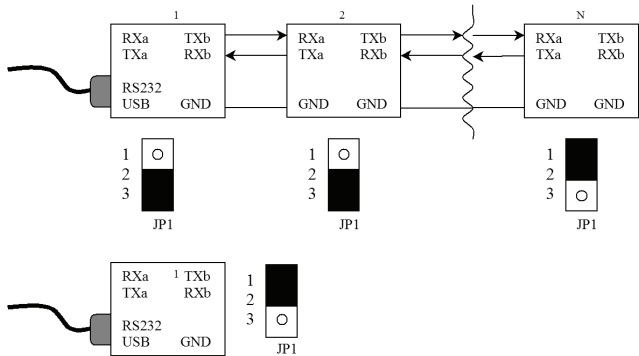 1 2 N
RXa TXb RXa TXb RXa TXb
TXa RXb TXa RXb TXa RXb
RS232
USB GND GND GND GND GND
1 1 1
2 2 2
3 3 3
JP1 JP1 JP1
RXa 1 TXb 1
TXa RXb 2
RS232 3
USB GND JP1